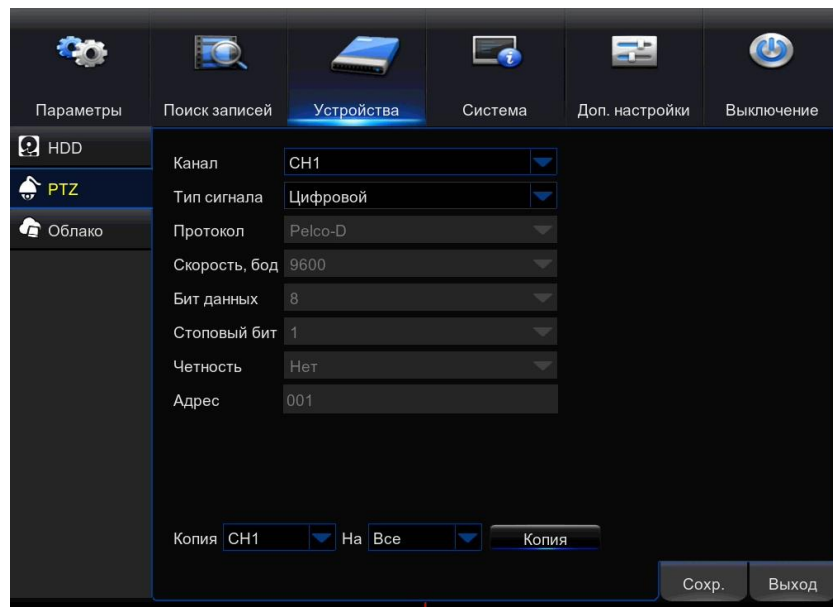 Параметры Поиск записей Устройства Система Доп. настройки Выключение
HDD
PTZ
Облако
Канал CH1
Тип сигнала Цифровой
Протокол Pelco-D
Скорость, бод 9600
Бит данных 8
Стоповый бит 1
Четность Нет
Адрес 001
Копия CH1 На Все Копия
Сохр. Выход